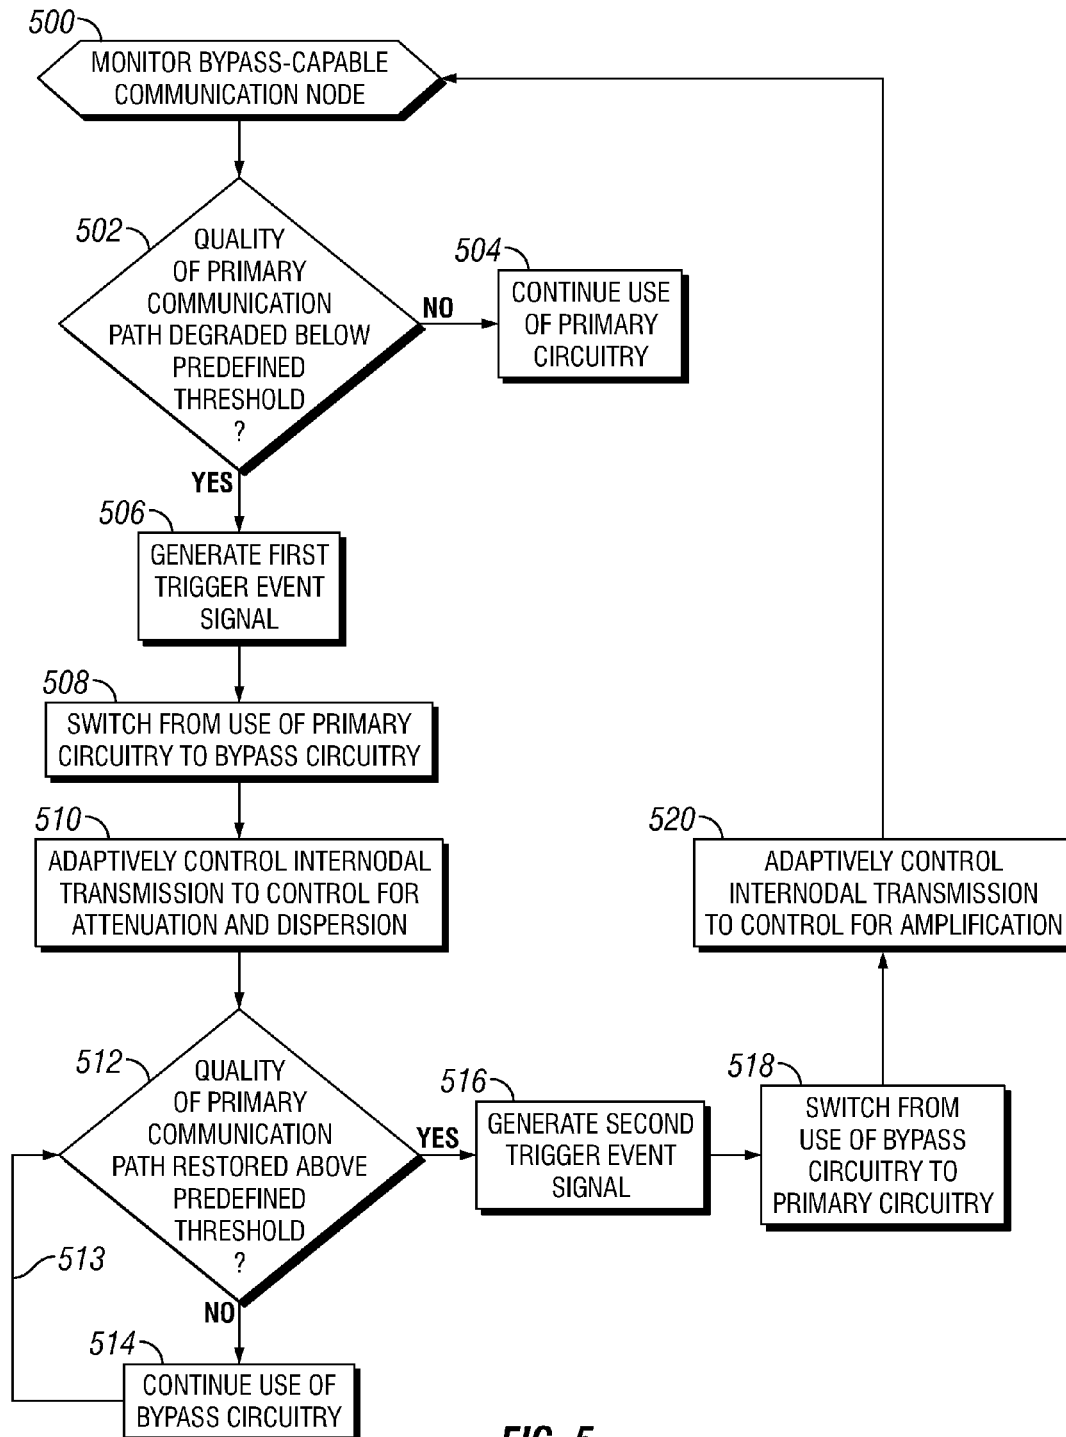 500
MONITOR BYPASS-CAPABLE
COMMUNICATION NODE
502
QUALITY
OF PRIMARY
COMMUNICATION
PATH DEGRADED BELOW
PREDEFINED
THRESHOLD
?
NO
504
CONTINUE USE
OF PRIMARY
CIRCUITRY
YES
506
GENERATE FIRST
TRIGGER EVENT
SIGNAL
508
SWITCH FROM USE OF PRIMARY
CIRCUITRY TO BYPASS CIRCUITRY
510
ADAPTIVELY CONTROL INTERNODAL
TRANSMISSION TO CONTROL FOR
ATTENUATION AND DISPERSION
512
QUALITY
OF PRIMARY
COMMUNICATION
PATH RESTORED ABOVE
PREDEFINED
THRESHOLD
?
513
NO
514
CONTINUE USE OF
BYPASS CIRCUITRY
YES
516
GENERATE SECOND
TRIGGER EVENT
SIGNAL
518
SWITCH FROM
USE OF BYPASS
CIRCUITRY TO
PRIMARY CIRCUITRY
520
ADAPTIVELY CONTROL
INTERNODAL TRANSMISSION
TO CONTROL FOR AMPLIFICATION
FIG. 5